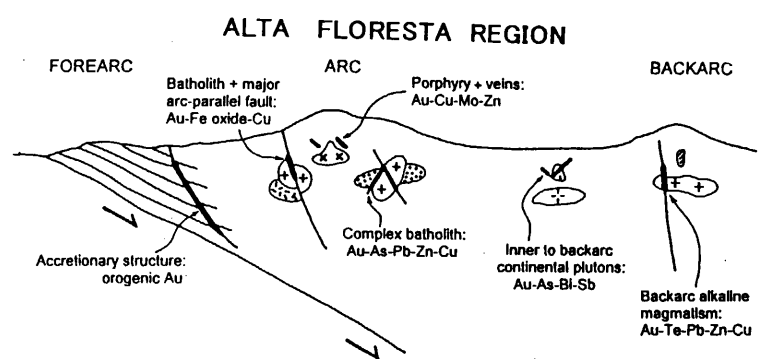 ALTA FLORESTA REGION
FOREARC
ARC
BACKARC
Batholith + major
arc-parallel fault:
Au-Fe oxide-Cu
Porphyry + veins:
Au-Cu-Mo-Zn
Accretionary structure:
orogenic Au
Complex batholith:
Au-As-Pb-Zn-Cu
Inner to backarc
continental plutons:
Au-As-Bi-Sb
Backarc alkaline
magmatism:
Au-Te-Pb-Zn-Cu